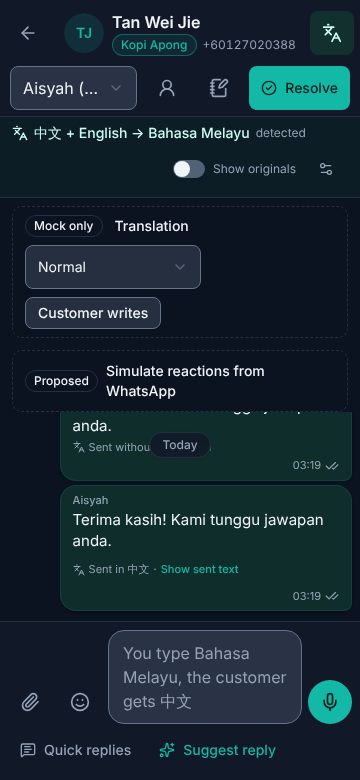 TJ
Tan Wei Jie
Kopi Apong +60127020388
Aisyah (...
Resolve
中文 + English → Bahasa Melayu detected
Show originals
Mock only Translation
Normal
Customer writes
Proposed
Simulate reactions from
WhatsApp
anda.
Sent
Today
03:19
Aisyah
Terima kasih! Kami tunggu jawapan
anda.
Sent in 中文 · Show sent text
03:19
You type Bahasa
Melayu, the customer
gets 中文
Quick replies
Suggest reply